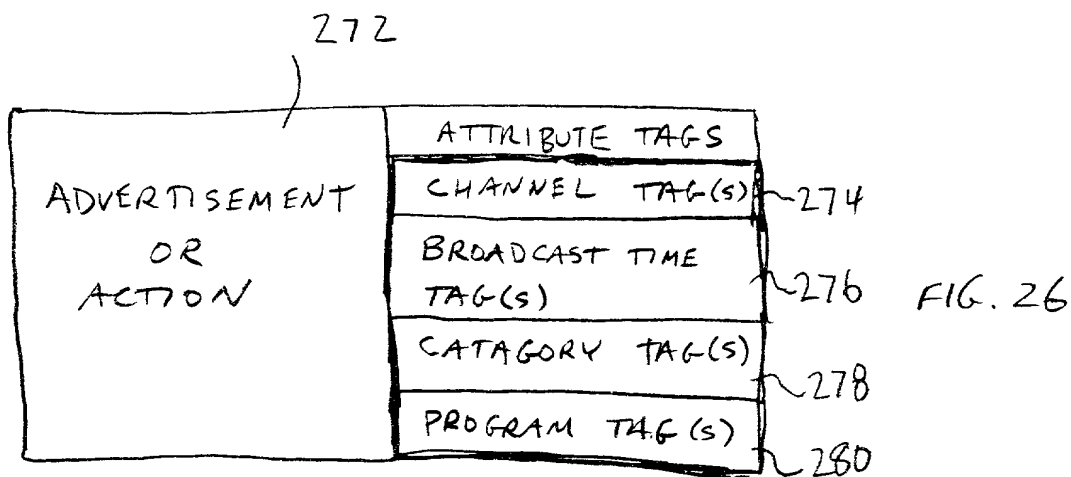 272
ADVERTISEMENT
OR
ACTION
ATTRIBUTE TAGS
CHANNEL TAG(S)
274
BROADCAST TIME
TAG(S)
276
CATAGORY TAG(S)
278
PROGRAM TAG(S)
280
FIG. 26